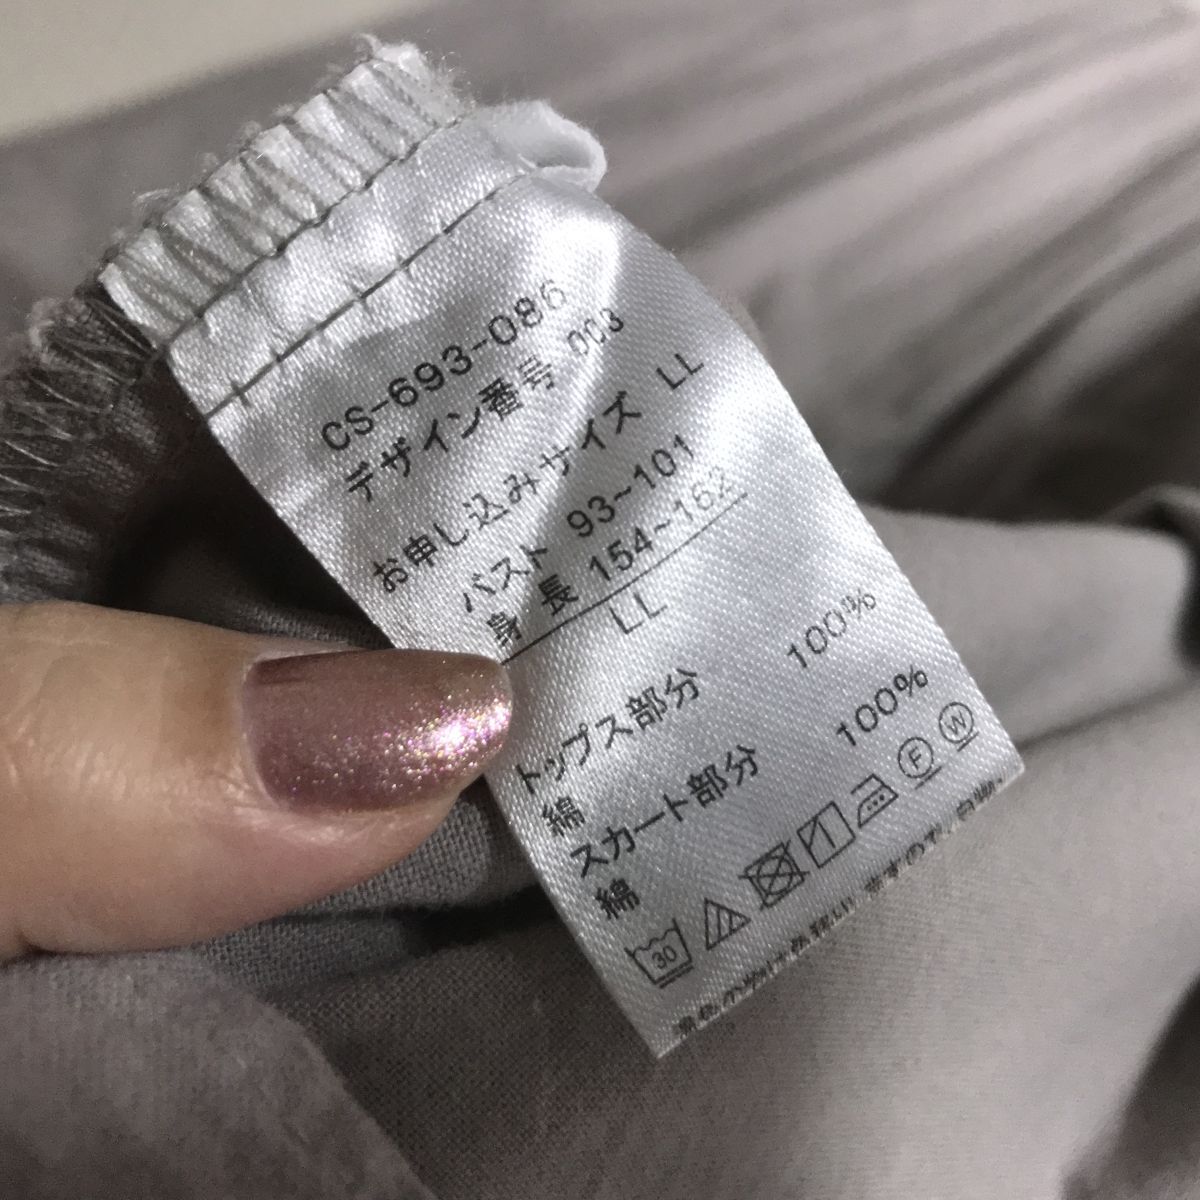 CS-693-086
デザイン番号 003
お申し込みサイズ LL
バスト 93~101
身長 154~162
LL
トップス部分
綿 100%
スカート部分
綿 100%
30 F W